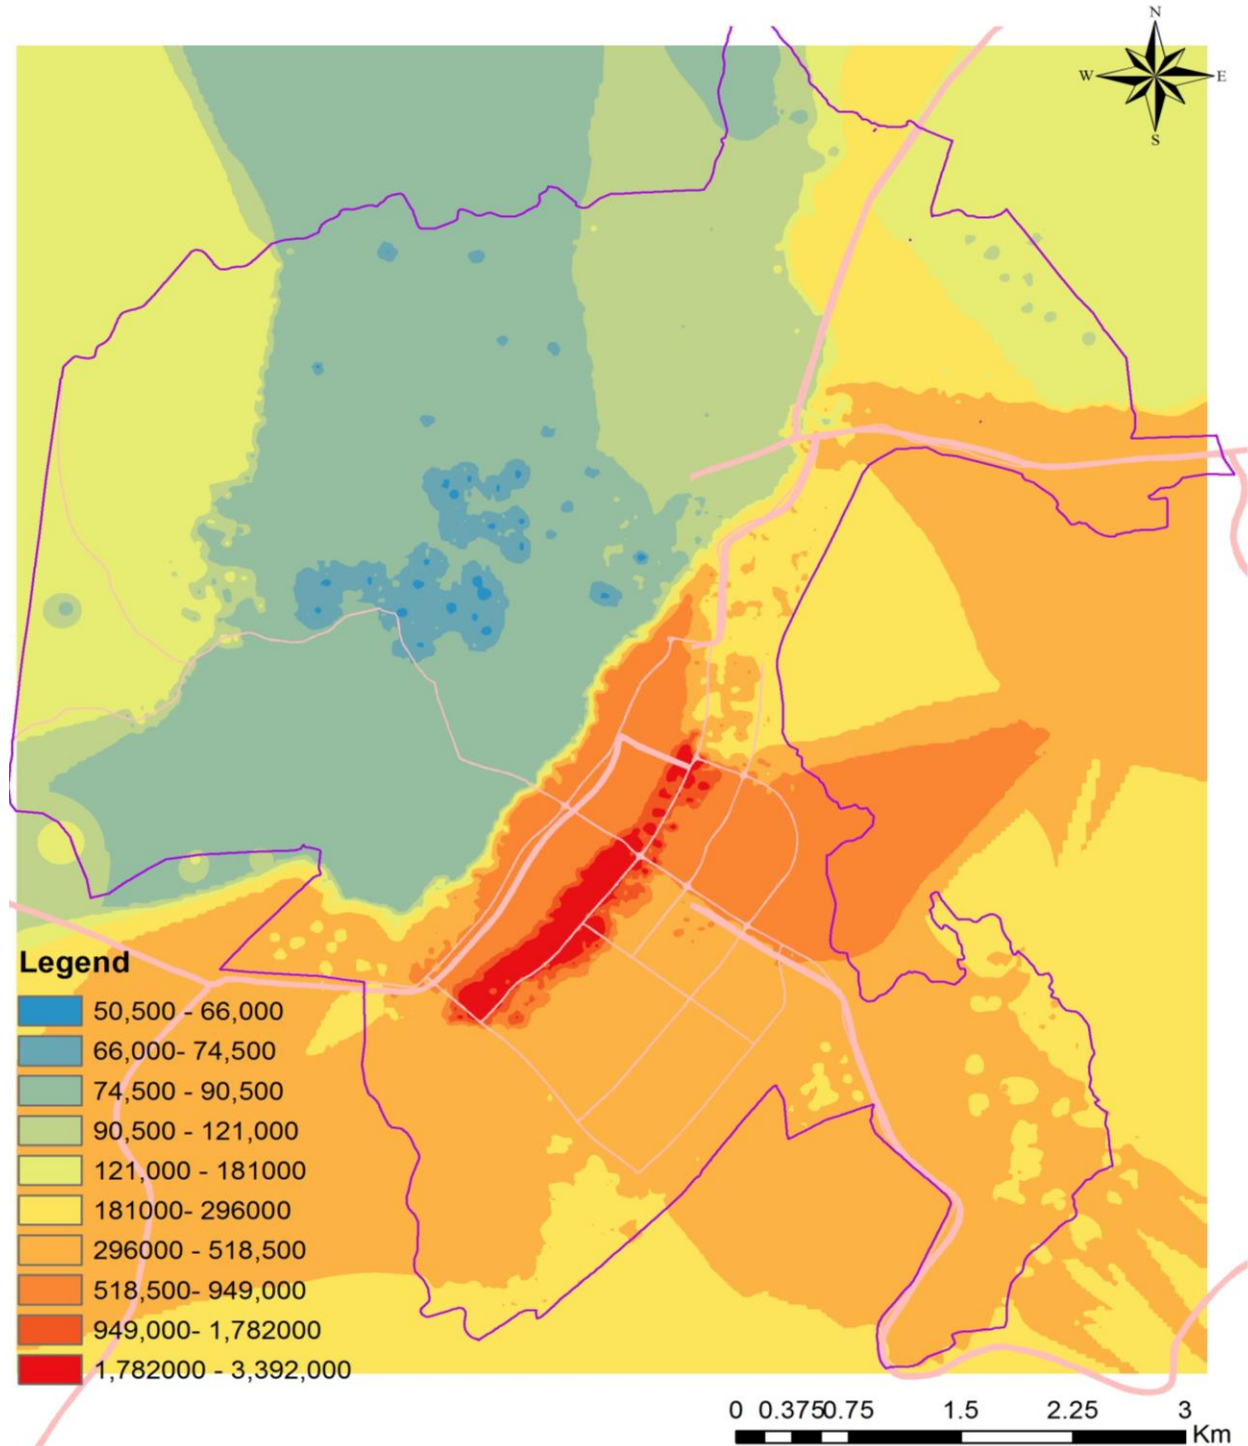 N
W E
S
Legend
50,500 - 66,000
66,000- 74,500
74,500 - 90,500
90,500 - 121,000
121,000 - 181000
181000- 296000
296000 - 518,500
518,500- 949,000
949,000- 1,782000
1,782000 - 3,392,000
0 0.3750.75 1.5 2.25 3
Km